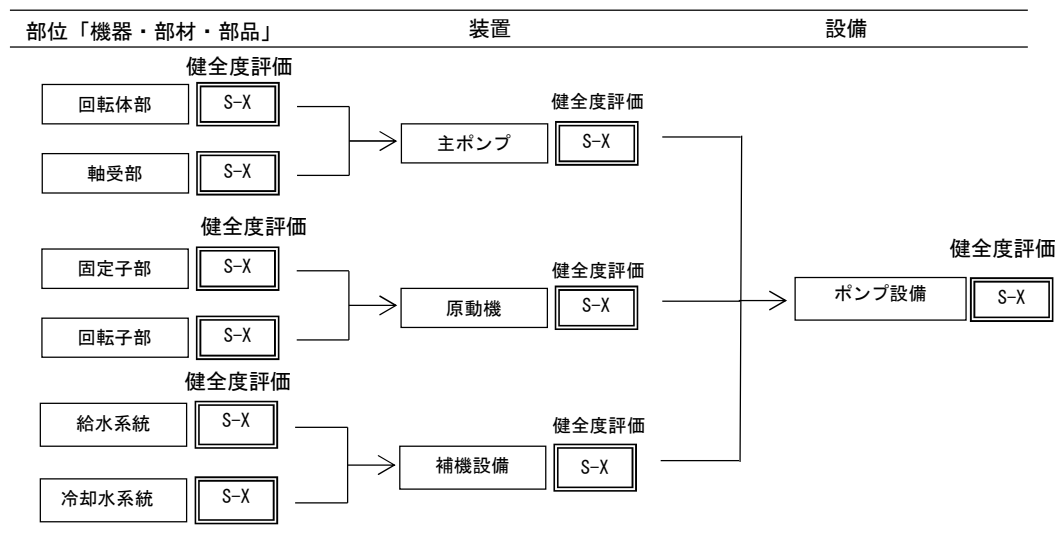 部位「機器・部材・部品」 装置 設備
健全度評価
回転体部 S-X
健全度評価
主ポンプ S-X
軸受部 S-X
健全度評価
固定子部 S-X
健全度評価
原動機 S-X
回転子部 S-X
健全度評価
ポンプ設備 S-X
健全度評価
給水系統 S-X
健全度評価
補機設備 S-X
冷却水系統 S-X